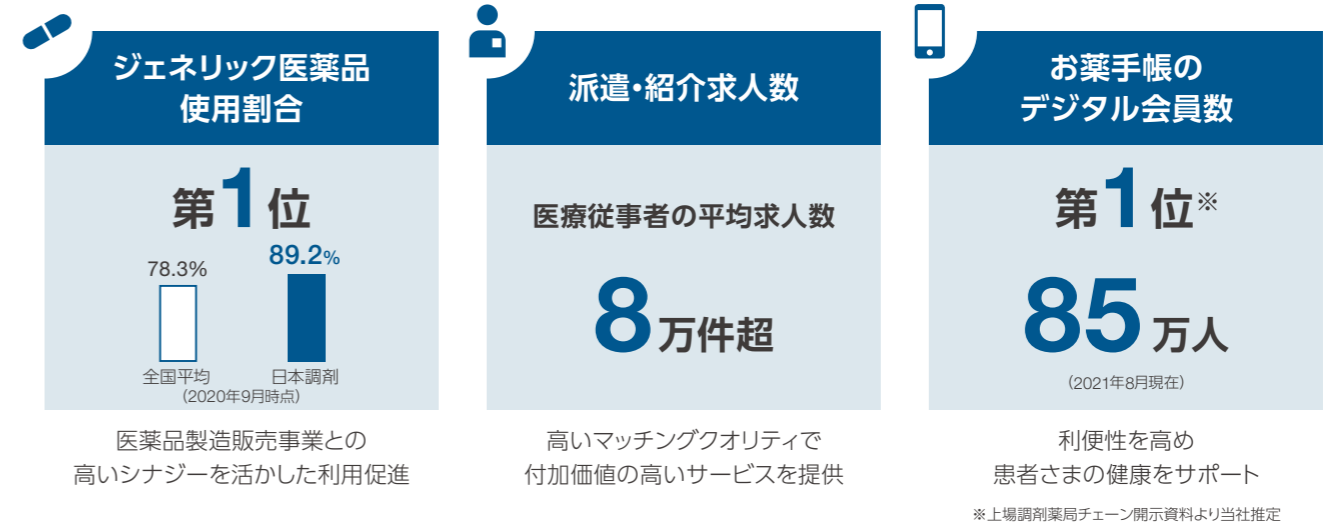 ジェネリック医薬品
使用割合
第1位
78.3%
89.2%
全国平均
日本調剤
（2020年9月時点）
医薬品製造販売事業との
高いシナジーを活かした利用促進
派遣・紹介求人数
医療従事者の平均求人数
8万件超
高いマッチングクオリティで
付加価値の高いサービスを提供
お薬手帳の
デジタル会員数
第1位※
85万人
（2021年8月現在）
利便性を高め
患者さまの健康をサポート
※上場調剤薬局チェーン開示資料より当社推定